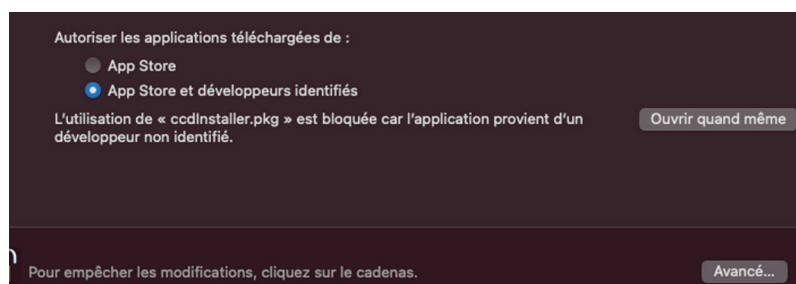 Autoriser les applications téléchargées de :
App Store
App Store et développeurs identifiés
L'utilisation de « ccdInstaller.pkg » est bloquée car l'application provient d'un
développeur non identifié.
Ouvrir quand même
Pour empêcher les modifications, cliquez sur le cadenas.
Avancé...